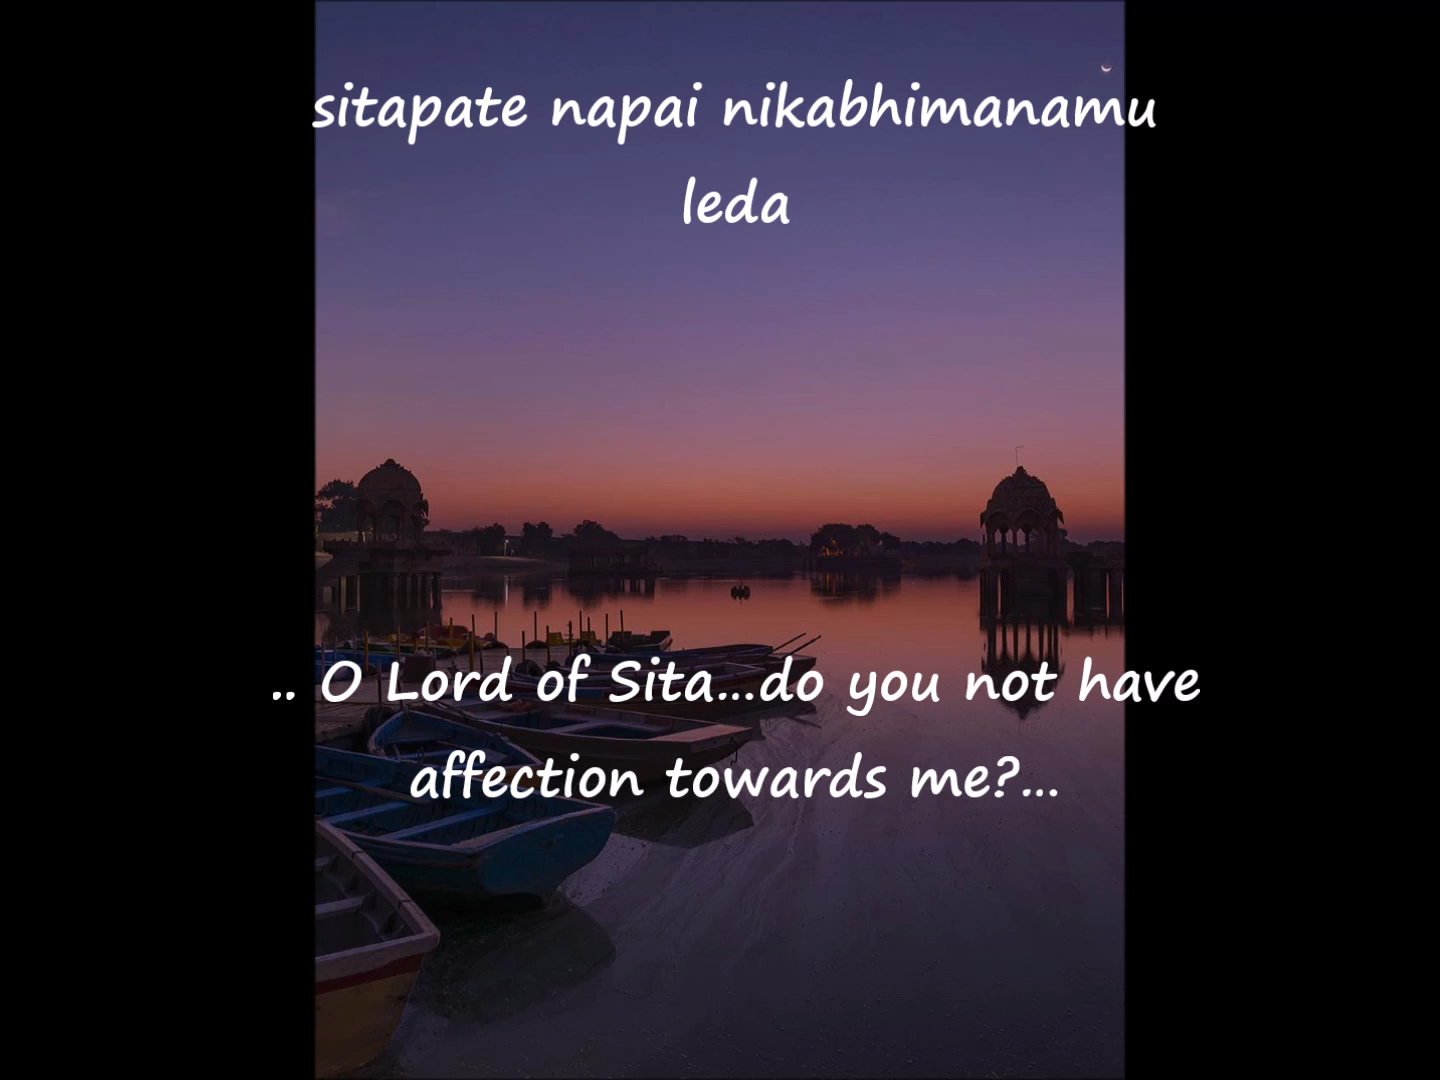 sitapate napai nikabhimanamu
leda
.. O Lord of Sita...do you not have
affection towards me?...